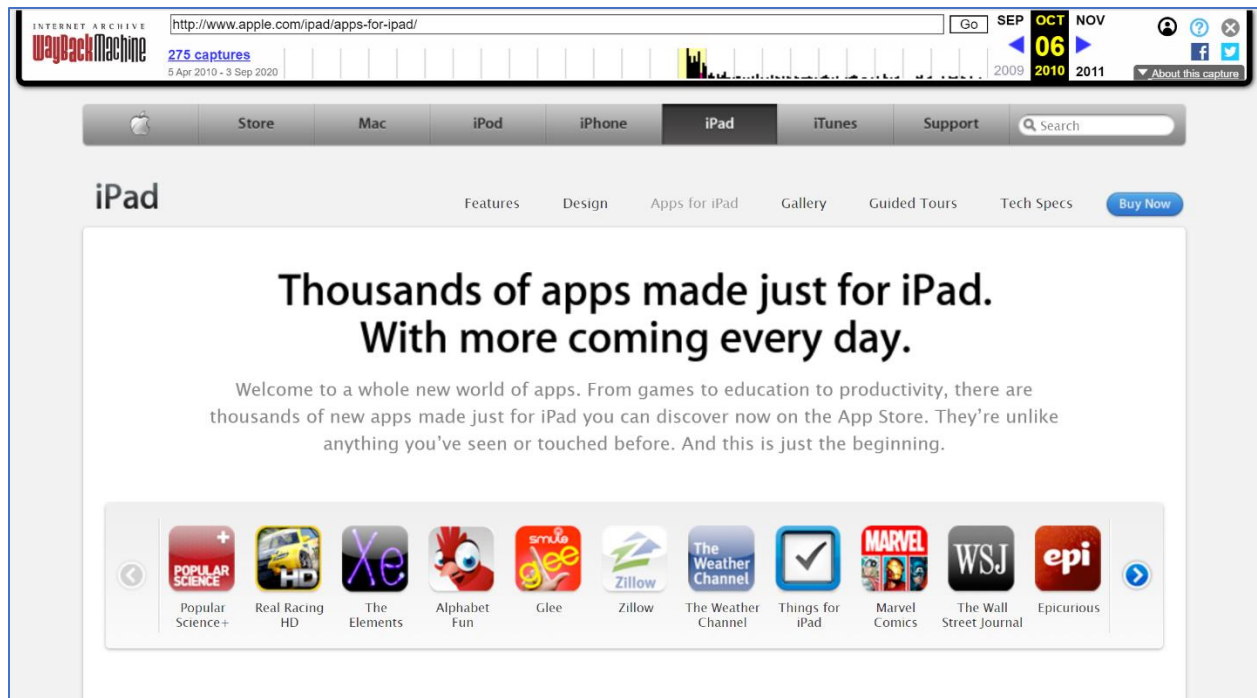 INTERNET ARCHIVE
WayBackMachine
http://www.apple.com/ipad/apps-for-ipad/
Go
275 captures
5 Apr 2010 - 3 Sep 2020
SEP OCT NOV
06
2009 2010 2011
About this capture
Store Mac iPod iPhone iPad iTunes Support Search
iPad
Features Design Apps for iPad Gallery Guided Tours Tech Specs Buy Now
Thousands of apps made just for iPad.
With more coming every day.
Welcome to a whole new world of apps. From games to education to productivity, there are
thousands of new apps made just for iPad you can discover now on the App Store. They're unlike
anything you've seen or touched before. And this is just the beginning.
POPULAR
SCIENCE
HD
Xe
smule
glee
Zillow
The
Weather
Channel
MARVEL
WSJ
epi
Popular Real Racing The Alphabet Glee Zillow The Weather Things for Marvel The Wall Epicurious
Science+ HD Elements Fun Channel iPad Comics Street Journal